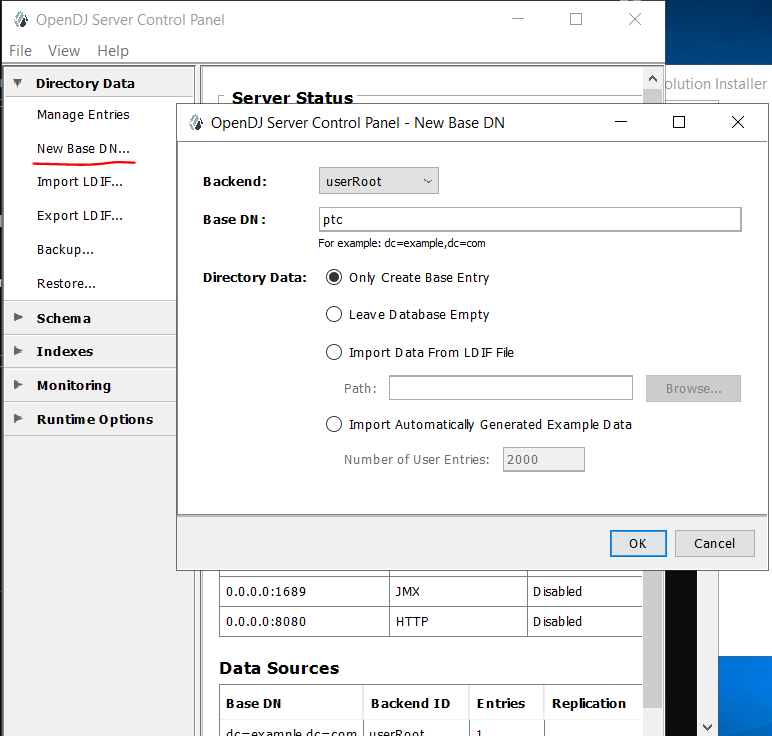 OpenDJ Server Control Panel
File View Help
Directory Data
Manage Entries
New Base DN...
Import LDIF...
Export LDIF...
Backup...
Restore...
Schema
Indexes
Monitoring
Runtime Options
Server Status
olution Installer
OpenDJ Server Control Panel - New Base DN
Backend: userRoot
Base DN: ptc
For example: dc=example,dc=com
Directory Data: Only Create Base Entry
Leave Database Empty
Import Data From LDIF File
Path: Browse...
Import Automatically Generated Example Data
Number of User Entries: 2000
OK Cancel
0.0.0.0:1689 JMX Disabled
0.0.0.0:8080 HTTP Disabled
Data Sources
Base DN Backend ID Entries Replication
dc=example,dc=com userRoot 1